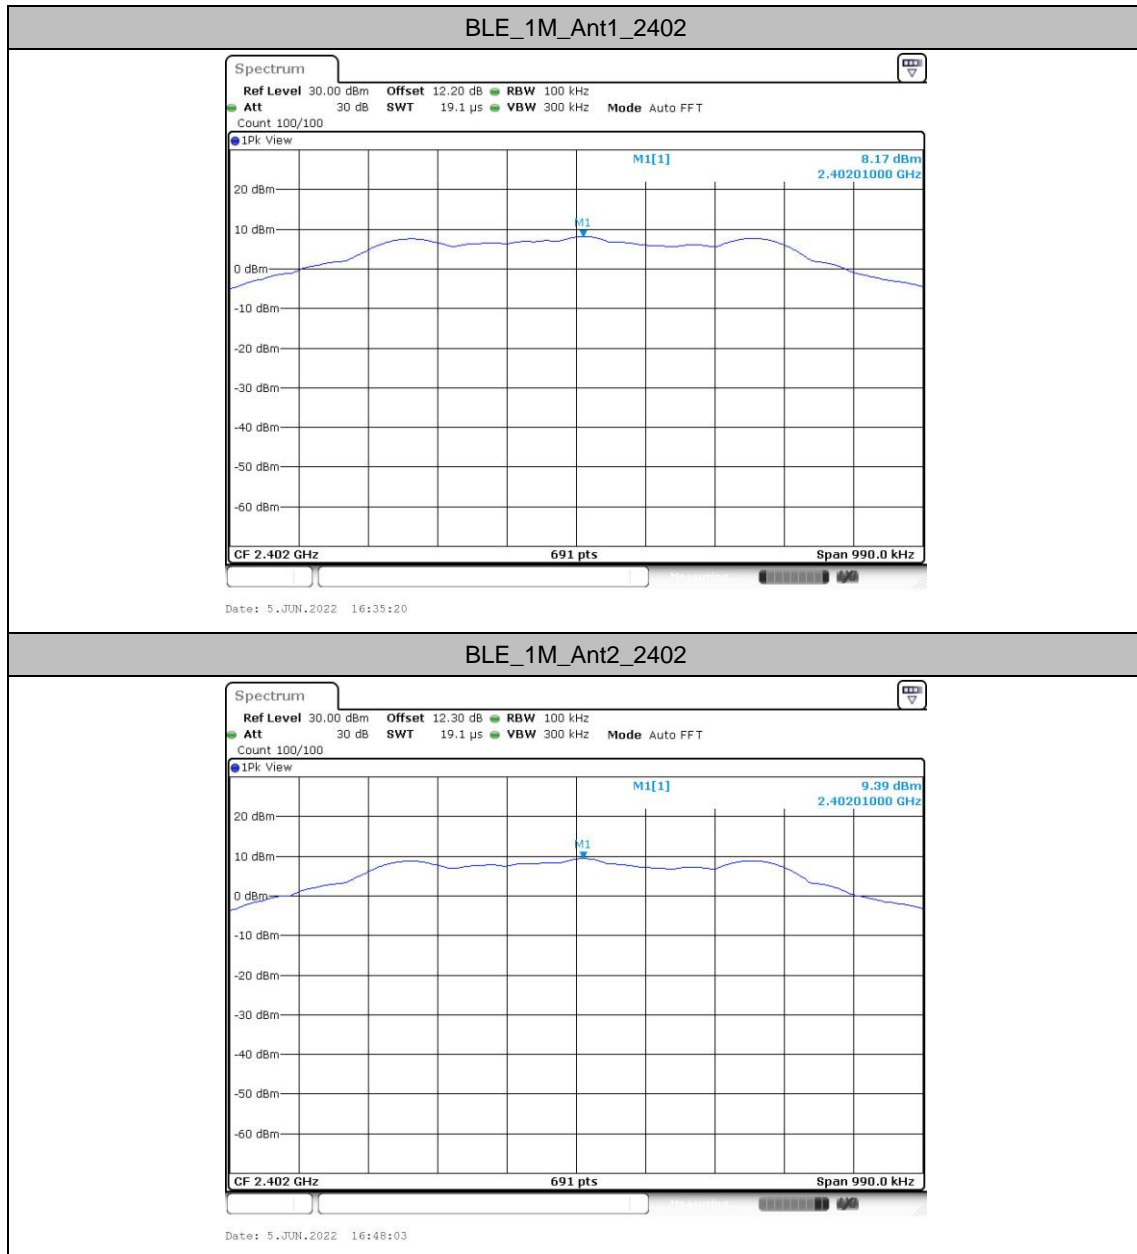 BLE_1M_Ant1_2402
Spectrum
Ref Level 30.00 dBm Offset 12.20 dB RBW 100 kHz
Att 30 dB SWT 19.1 µs VBW 300 kHz Mode Auto FFT
Count 100/100
1Pk View
M1[1] 8.17 dBm
2.40201000 GHz
20 dBm
M1
10 dBm
0 dBm
-10 dBm
-20 dBm
-30 dBm
-40 dBm
-50 dBm
-60 dBm
CF 2.402 GHz 691 pts Span 990.0 kHz
Measuring...
Date: 5.JUN.2022 16:35:20
BLE_1M_Ant2_2402
Spectrum
Ref Level 30.00 dBm Offset 12.30 dB RBW 100 kHz
Att 30 dB SWT 19.1 µs VBW 300 kHz Mode Auto FFT
Count 100/100
1Pk View
M1[1] 9.39 dBm
2.40201000 GHz
20 dBm
M1
10 dBm
0 dBm
-10 dBm
-20 dBm
-30 dBm
-40 dBm
-50 dBm
-60 dBm
CF 2.402 GHz 691 pts Span 990.0 kHz
Measuring...
Date: 5.JUN.2022 16:48:03